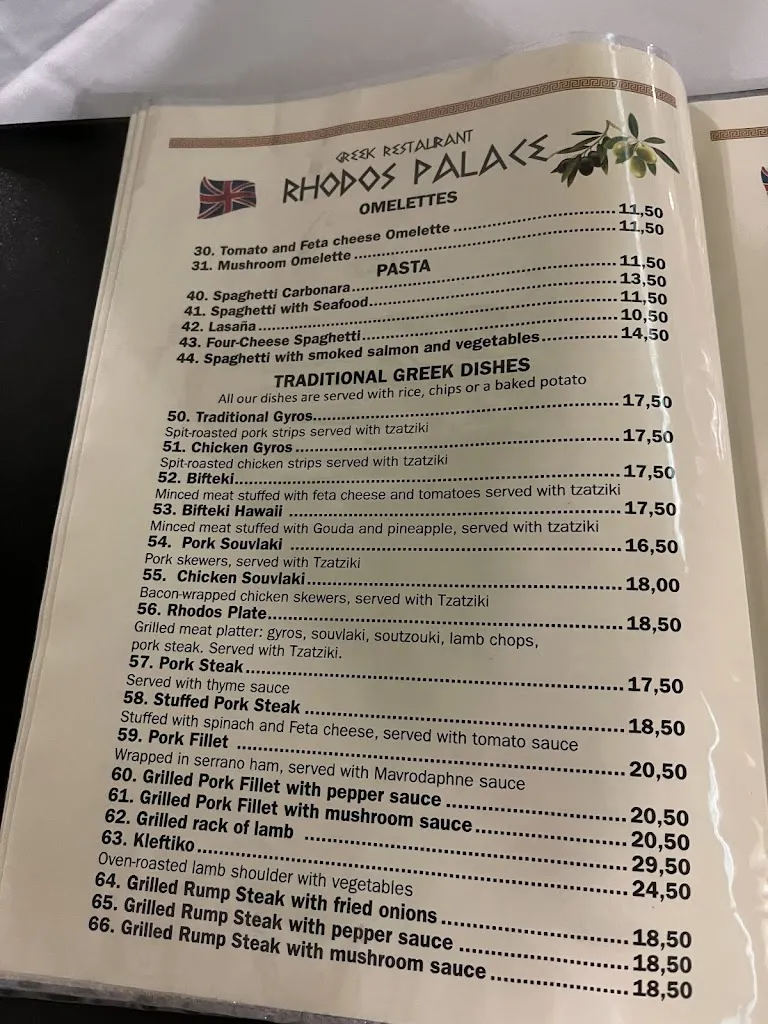 GREEK RESTAURANT
RHODOS PALACE
OMELETTES
30. Tomato and Feta cheese Omelette 11,50
31. Mushroom Omelette 11,50
PASTA
40. Spaghetti Carbonara 11,50
41. Spaghetti with Seafood 13,50
42. Lasaña 11,50
43. Four-Cheese Spaghetti 10,50
44. Spaghetti with smoked salmon and vegetables 14,50
TRADITIONAL GREEK DISHES
All our dishes are served with rice, chips or a baked potato
50. Traditional Gyros 17,50
Spit-roasted pork strips served with tzatziki
51. Chicken Gyros 17,50
Spit-roasted chicken strips served with tzatziki
52. Bifteki 17,50
Minced meat stuffed with feta cheese and tomatoes served with tzatziki
53. Bifteki Hawaii 17,50
Minced meat stuffed with Gouda and pineapple, served with tzatziki
54. Pork Souvlaki 16,50
Pork skewers, served with Tzatziki
55. Chicken Souvlaki 18,00
Bacon-wrapped chicken skewers, served with Tzatziki
56. Rhodos Plate 18,50
Grilled meat platter: gyros, souvlaki, soutzouki, lamb chops,
pork steak. Served with Tzatziki.
57. Pork Steak 17,50
Served with thyme sauce
58. Stuffed Pork Steak 18,50
Stuffed with spinach and Feta cheese, served with tomato sauce
59. Pork Fillet 20,50
Wrapped in serrano ham, served with Mavrodaphne sauce
60. Grilled Pork Fillet with pepper sauce 20,50
61. Grilled Pork Fillet with mushroom sauce 20,50
62. Grilled rack of lamb 29,50
63. Kleftiko 24,50
Oven-roasted lamb shoulder with vegetables
64. Grilled Rump Steak with fried onions 18,50
65. Grilled Rump Steak with pepper sauce 18,50
66. Grilled Rump Steak with mushroom sauce 18,50